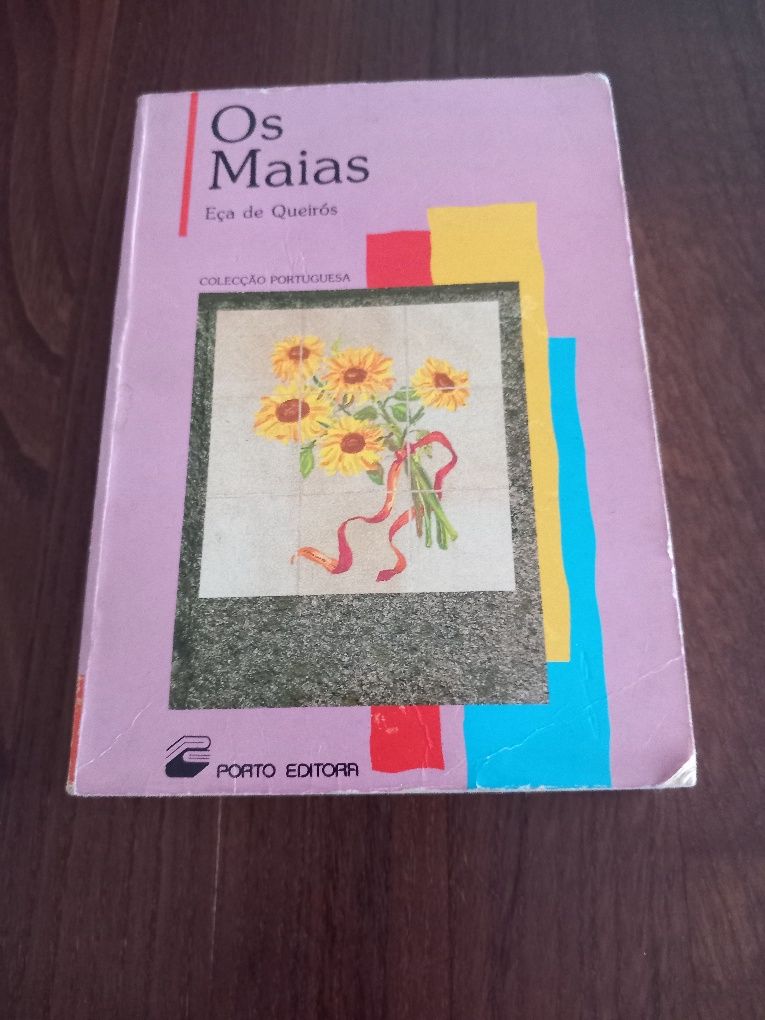 Os
Maias
Eça de Queirós
COLECÇÃO PORTUGUESA
PORTO EDITORA